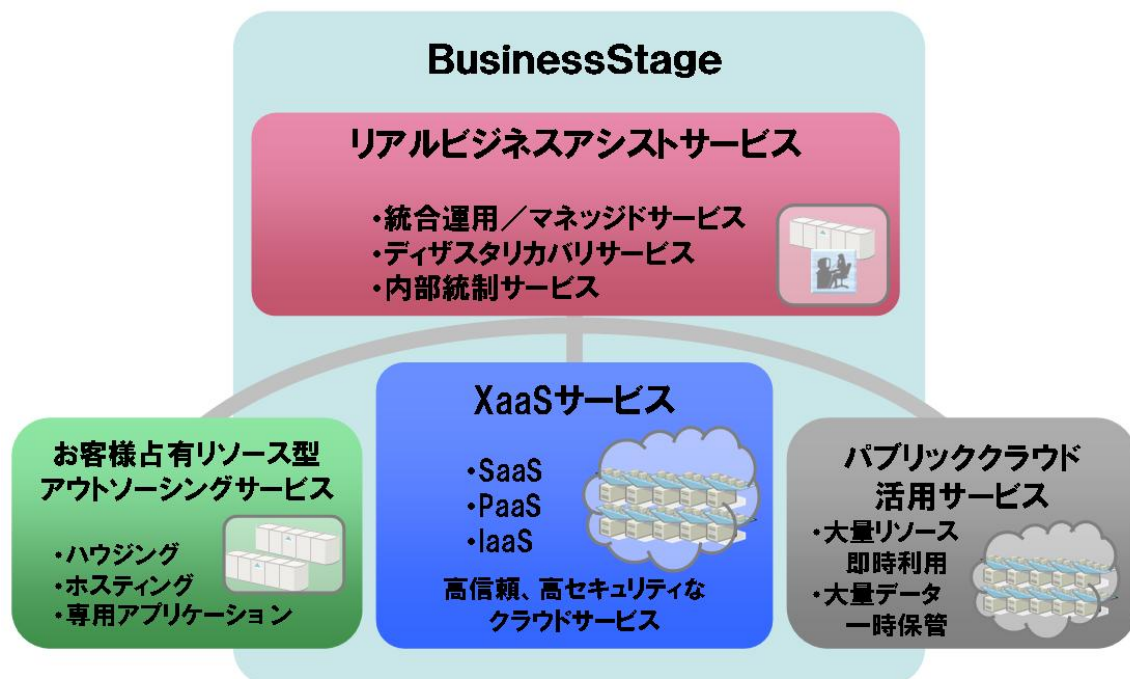 BusinessStage
リアルビジネスアシストサービス
・統合運用／マネッジドサービス
・ディザスタリカバリサービス
・内部統制サービス
お客様占有リソース型
アウトソーシングサービス
・ハウジング
・ホスティング
・専用アプリケーション
XaaSサービス
・SaaS
・PaaS
・IaaS
高信頼、高セキュリティな
クラウドサービス
パブリッククラウド
活用サービス
・大量リソース
即時利用
・大量データ
一時保管